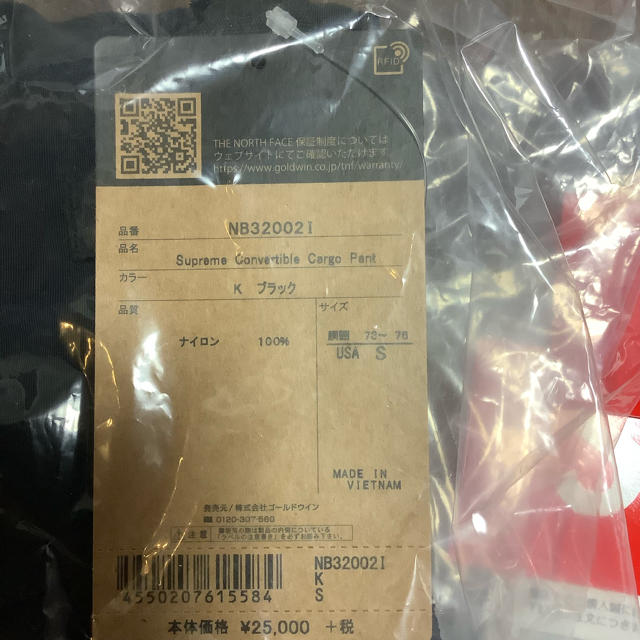 RFID
THE NORTH FACE 保証制度については
ウェブサイトにてご確認いただけます。
https://www.goldwin.co.jp/tnf/warranty/
品番 NB32002I
品名 Supreme Convertible Cargo Pant
カラー K ブラック
品質 サイズ
ナイロン 100%
胴囲 73~ 76
USA S
MADE IN
VIETNAM
発売元/株式会社ゴールドウイン
0120-307-560
ご注意
NB32002I
K
S
4550207615584
本体価格 ¥25,000 +税